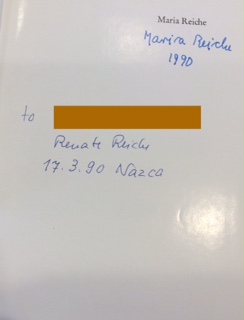 Maria Reiche
Maria Reiche
1990
to
Renate Reiche
17.3.90 Nazca